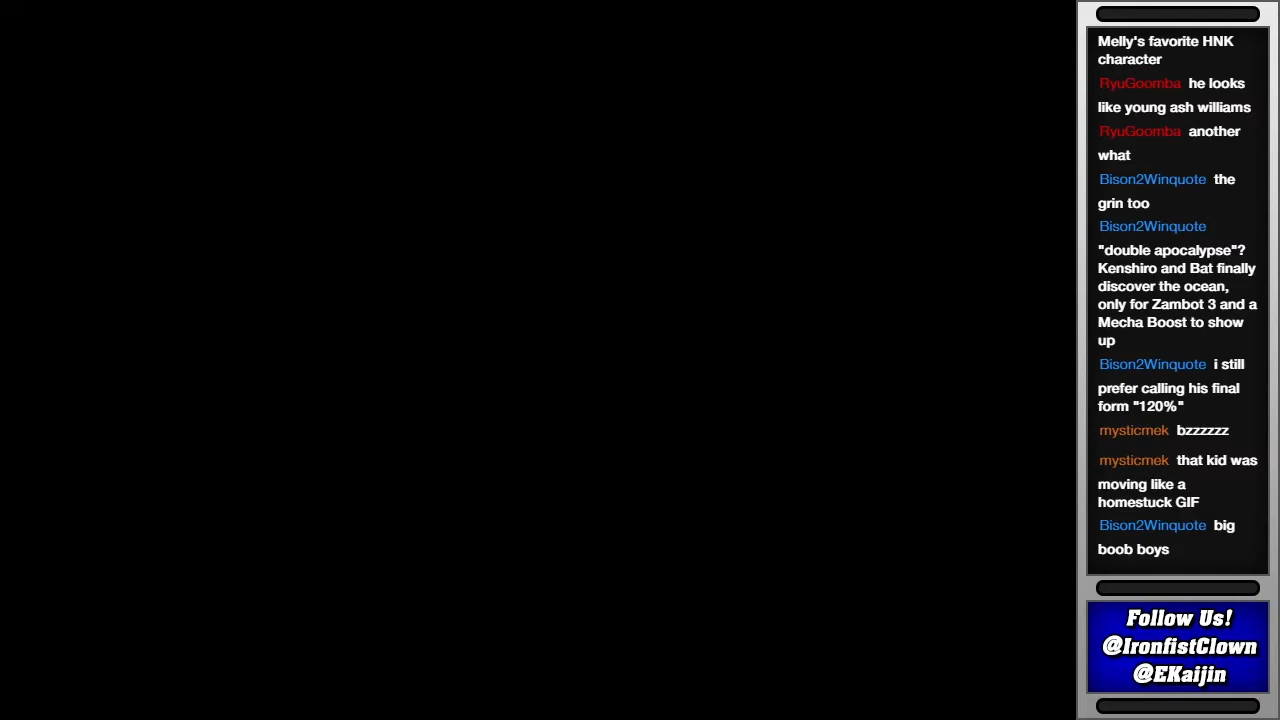 Melly's favorite HNK
character
RyuGoomba he looks
like young ash williams
RyuGoomba another
what
Bison2Winquote the
grin too
Bison2Winquote
"double apocalypse"?
Kenshiro and Bat finally
discover the ocean,
only for Zambot 3 and a
Mecha Boost to show
up
Bison2Winquote i still
prefer calling his final
form "120%"
mysticmek bzzzzzz
mysticmek that kid was
moving like a
homestuck GIF
Bison2Winquote big
boob boys
Follow Us!
@IronfistClown
@EKaijin